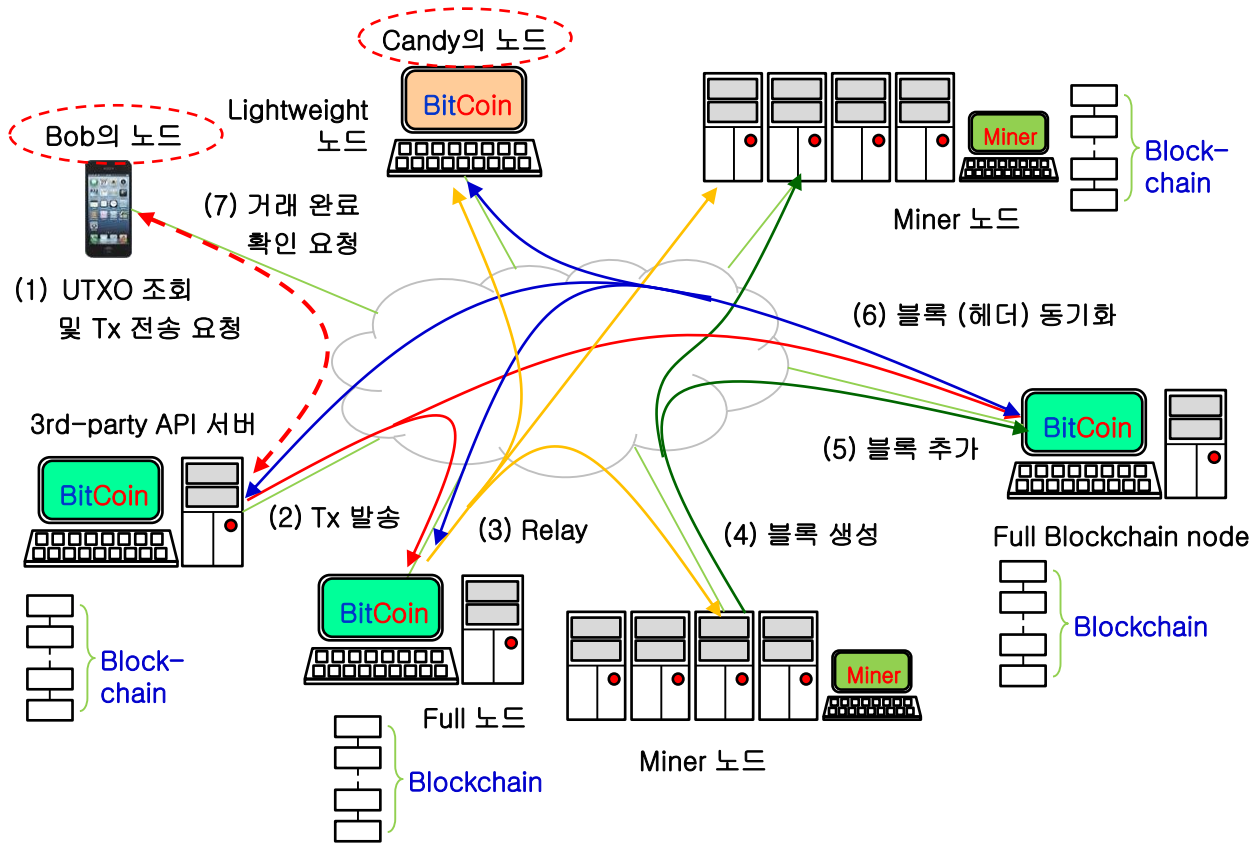 Candy의 노드
BitCoin
Lightweight
노드
Bob의 노드
(7) 거래 완료
확인 요청
(1) UTXO 조회
및 Tx 전송 요청
Miner
Block-
chain
Miner 노드
(6) 블록 (헤더) 동기화
3rd-party API 서버
BitCoin
(2) Tx 발송
(3) Relay
(4) 블록 생성
(5) 블록 추가
BitCoin
Full Blockchain node
Blockchain
Block-
chain
BitCoin
Full 노드
Blockchain
Miner
Miner 노드